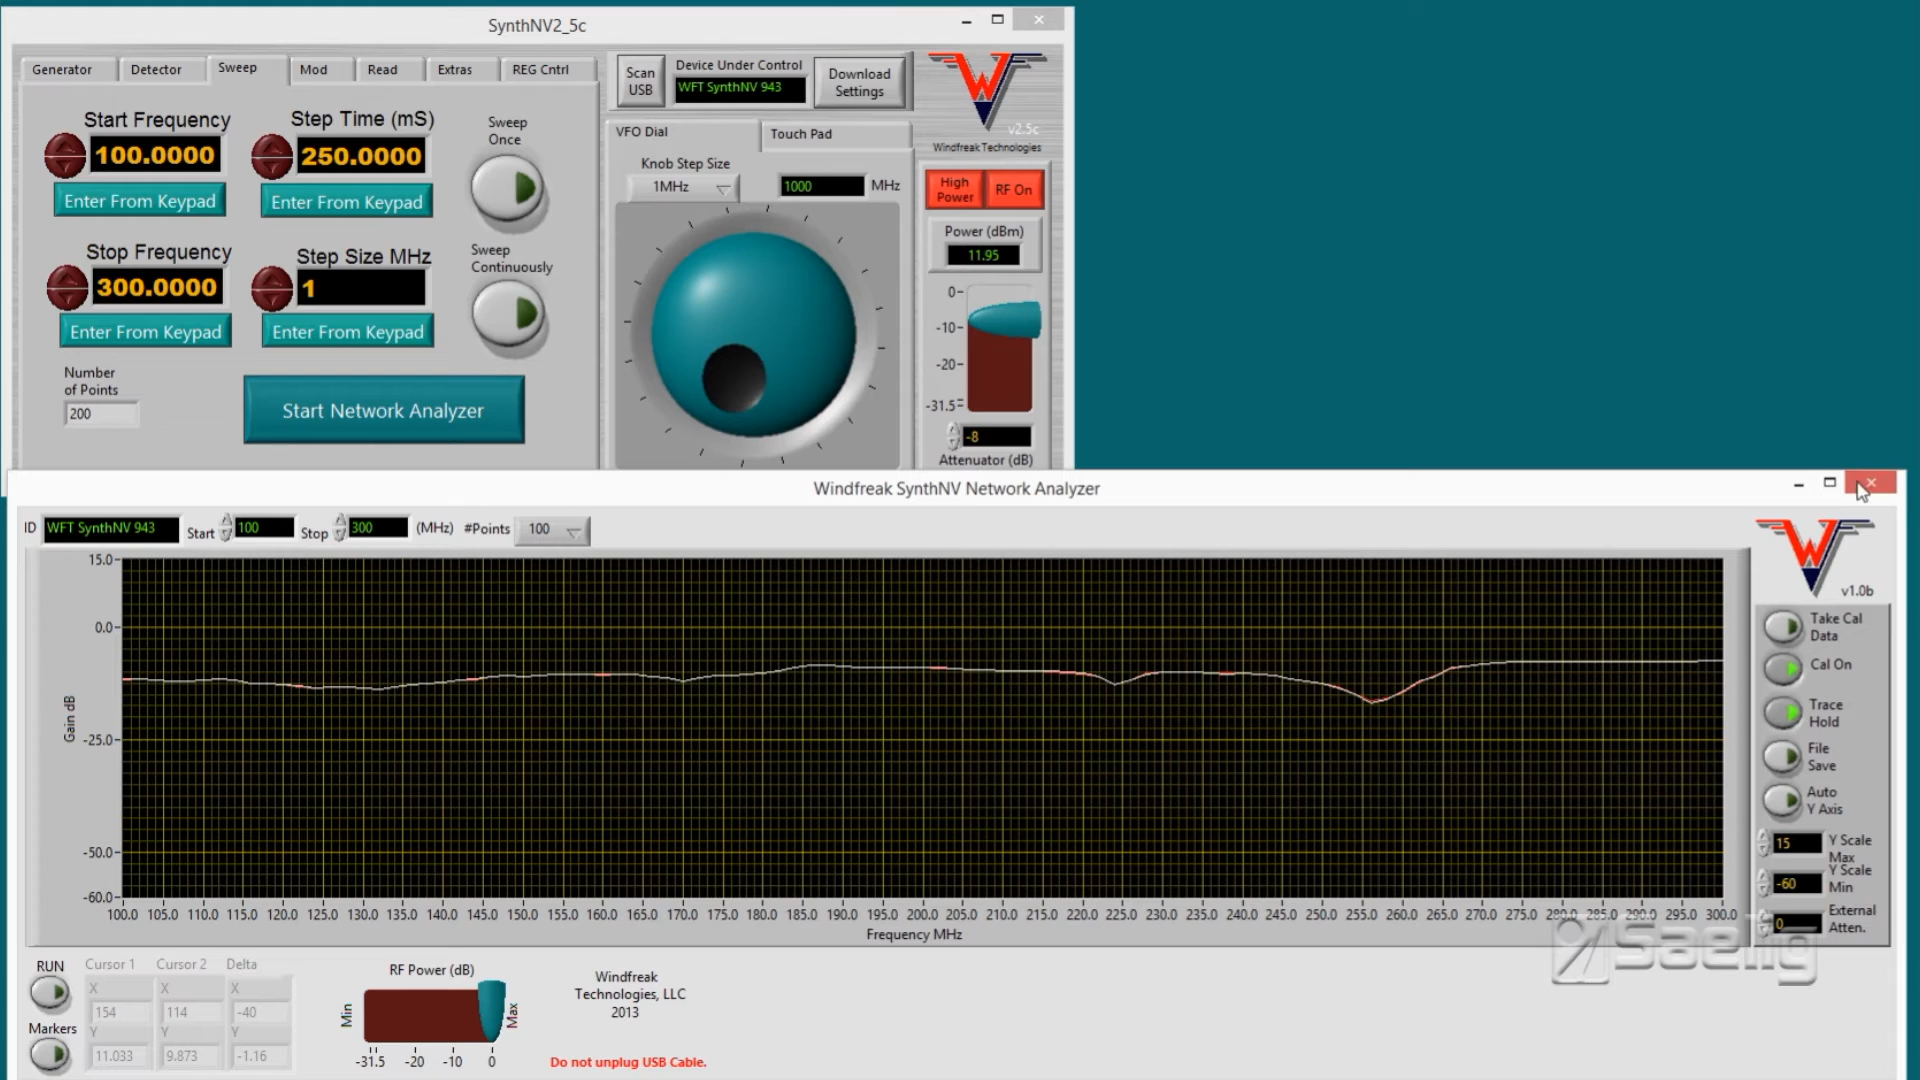 SynthNV2_5c
Generator Detector Sweep Mod Read Extras REG Cntrl
Start Frequency
100.0000
Enter From Keypad
Step Time (mS)
250.0000
Enter From Keypad
Sweep
Once
Stop Frequency
300.0000
Enter From Keypad
Step Size MHz
1
Enter From Keypad
Sweep
Continuously
Number
of Points
200
Start Network Analyzer
Scan
USB
Device Under Control
WFT SynthNV 943
Download
Settings
VFO Dial
Touch Pad
Knob Step Size
1MHz
1000 MHz
v2.5c
Windfreak Technologies
High
Power
RF On
Power (dBm)
11.95
0-
-10-
-20-
-31.5-
-8
Attenuator (dB)
Windfreak SynthNV Network Analyzer
ID WFT SynthNV 943 Start 100 Stop 300 (MHz) #Points 100
15.0-
0.0-
-25.0-
-50.0-
-60.0-
Gain dB
100.0 105.0 110.0 115.0 120.0 125.0 130.0 135.0 140.0 145.0 150.0 155.0 160.0 165.0 170.0 175.0 180.0 185.0 190.0 195.0 200.0 205.0 210.0 215.0 220.0 225.0 230.0 235.0 240.0 245.0 250.0 255.0 260.0 265.0 270.0 275.0 280.0 285.0 290.0 295.0 300.0
Frequency MHz
v1.0b
Take Cal
Data
Cal On
Trace
Hold
File
Save
Auto
Y Axis
15
Y Scale
Max
-60
Y Scale
Min
0
External
Atten.
Saelig
RUN
Markers
Cursor 1 Cursor 2 Delta
X X X
154 114 -40
Y Y Y
11.033 9.873 -1.16
RF Power (dB)
Min
Max
-31.5 -20 -10 0
Windfreak
Technologies, LLC
2013
Do not unplug USB Cable.